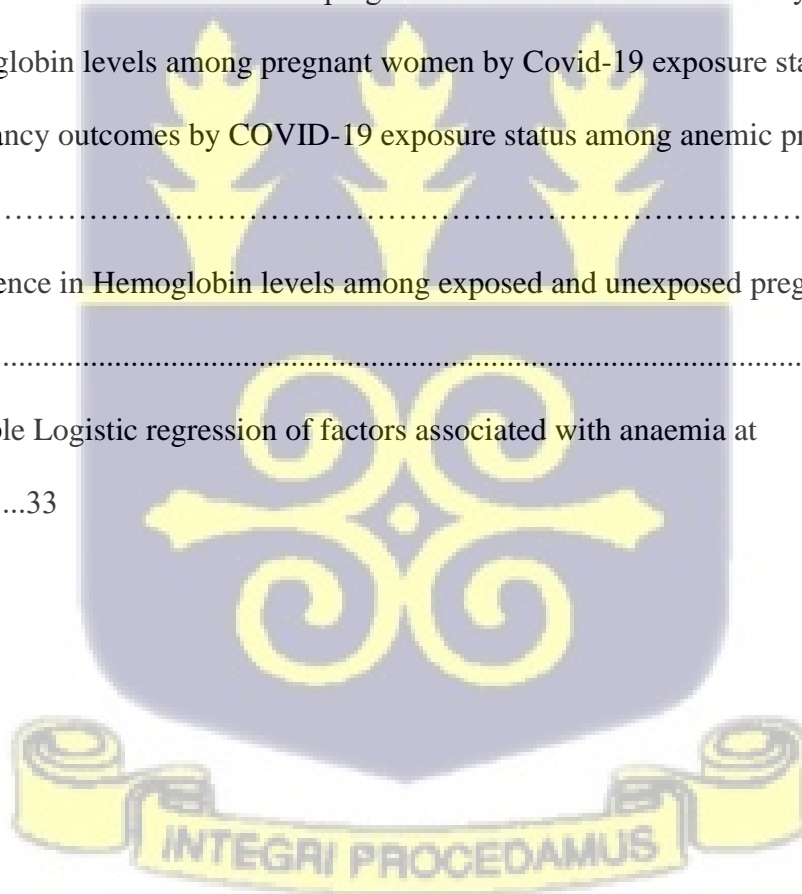 globin levels among pregnant women by Covid-19 exposure sta
ancy outcomes by COVID-19 exposure status among anemic pr
................................................................................
ence in Hemoglobin levels among exposed and unexposed preg
................................................................................
ble Logistic regression of factors associated with anaemia at
...33
INTEGRI PROCEDAMUS